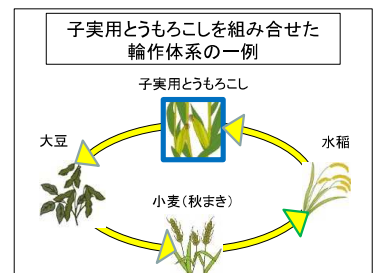 子実用とうもろこしを組み合せた
輪作体系の一例
子実用とうもろこし
大豆
水稲
小麦(秋まき)